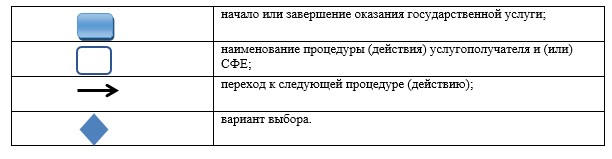 начало или завершение оказания государственной услуги;
наименование процедуры (действия) услугополучателя и (или)
СФЕ;
переход к следующей процедуре (действию);
вариант выбора.